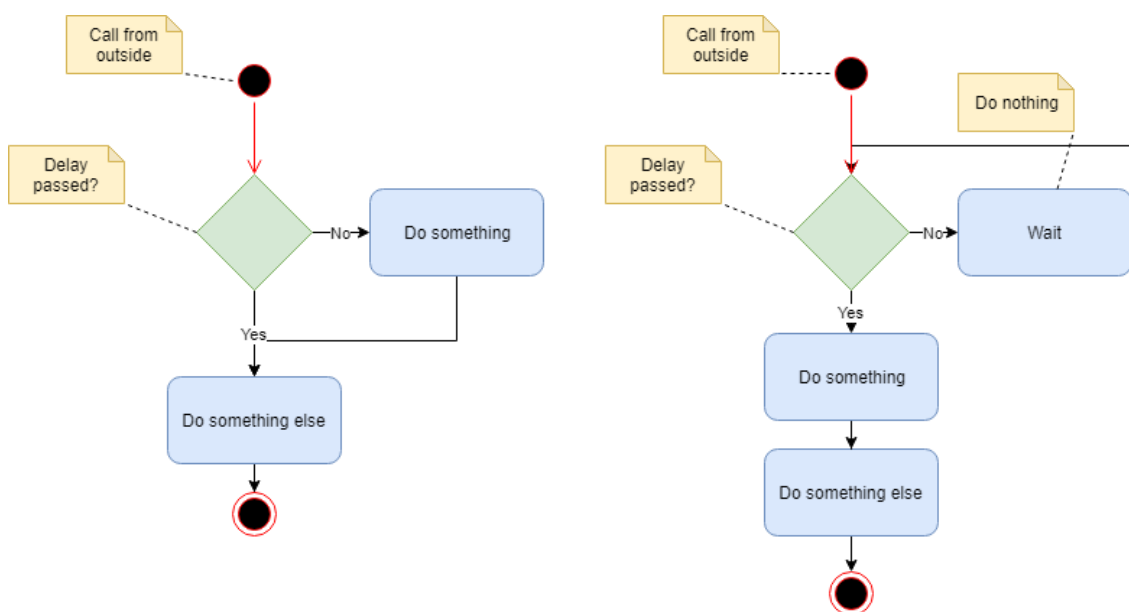 Call from
outside
Delay
passed?
No
Do something
Yes
Do something else
Call from
outside
Do nothing
Delay
passed?
No
Wait
Yes
Do something
Do something else